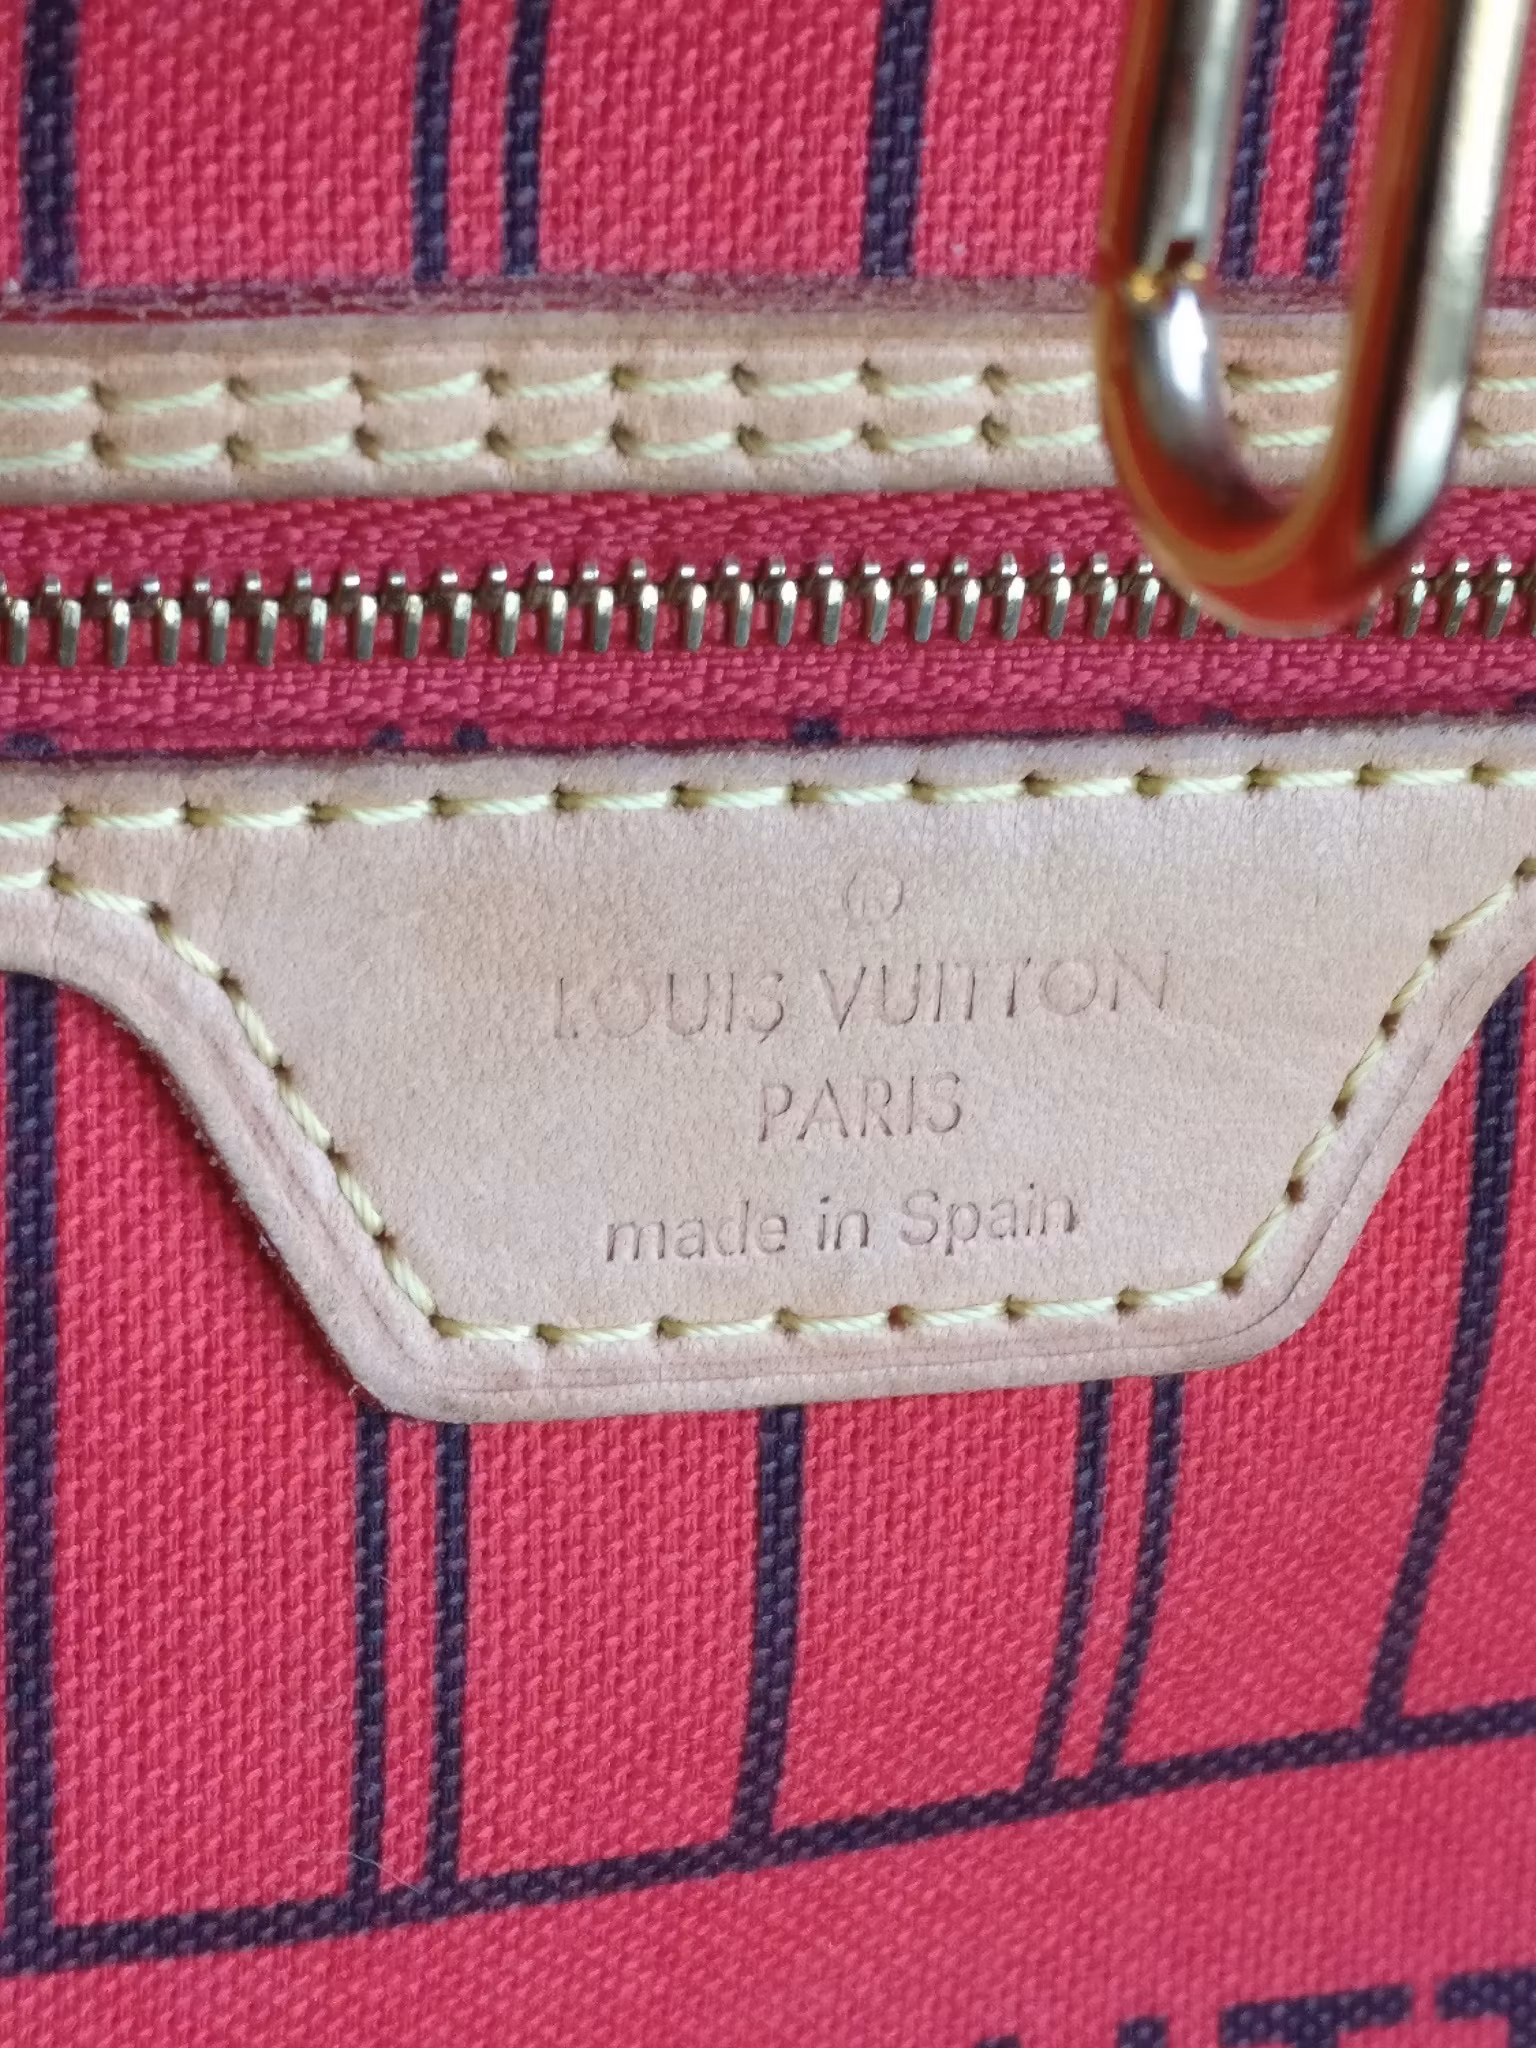 ®
LOUIS VUITTON
PARIS
made in Spain